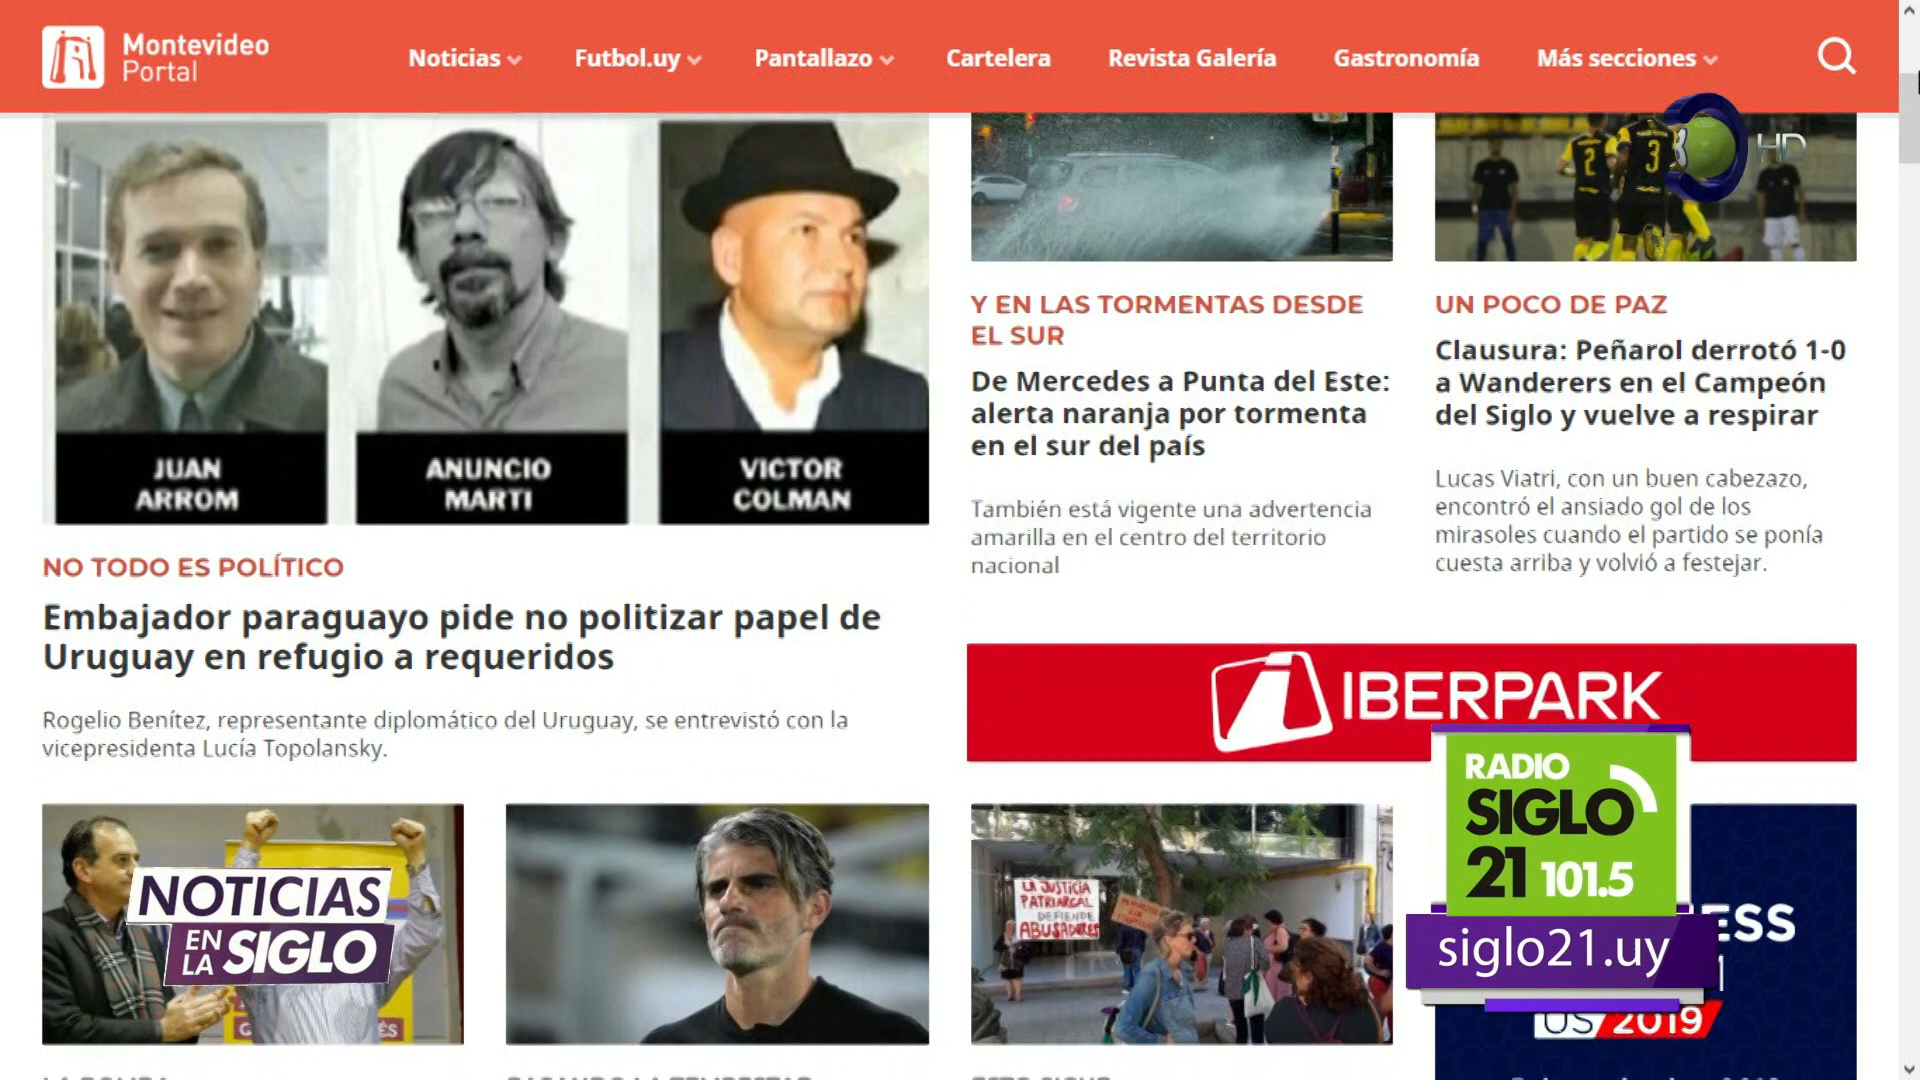 Montevideo
Portal
Noticias
Futbol.uy
Pantallazo
Cartelera
Revista Galería
Gastronomía
Más secciones
HD
2
3
JUAN
ARROM
ANUNCIO
MARTI
VICTOR
COLMAN
NO TODO ES POLÍTICO
Embajador paraguayo pide no politizar papel de
Uruguay en refugio a requeridos
Rogelio Benítez, representante diplomático del Uruguay, se entrevistó con la
vicepresidenta Lucía Topolansky.
Y EN LAS TORMENTAS DESDE
EL SUR
De Mercedes a Punta del Este:
alerta naranja por tormenta
en el sur del país
También está vigente una advertencia
amarilla en el centro del territorio
nacional
UN POCO DE PAZ
Clausura: Peñarol derrotó 1-0
a Wanderers en el Campeón
del Siglo y vuelve a respirar
Lucas Viatri, con un buen cabezazo,
encontró el ansiado gol de los
mirasoles cuando el partido se ponía
cuesta arriba y volvió a festejar.
IBERPARK
RADIO
SIGLO
21 101.5
siglo21.uy
NOTICIAS
EN LA SIGLO
LA JUSTICIA
PATRIARCAL
DEFIENDE
ABUSADORES
ESS
US 2019